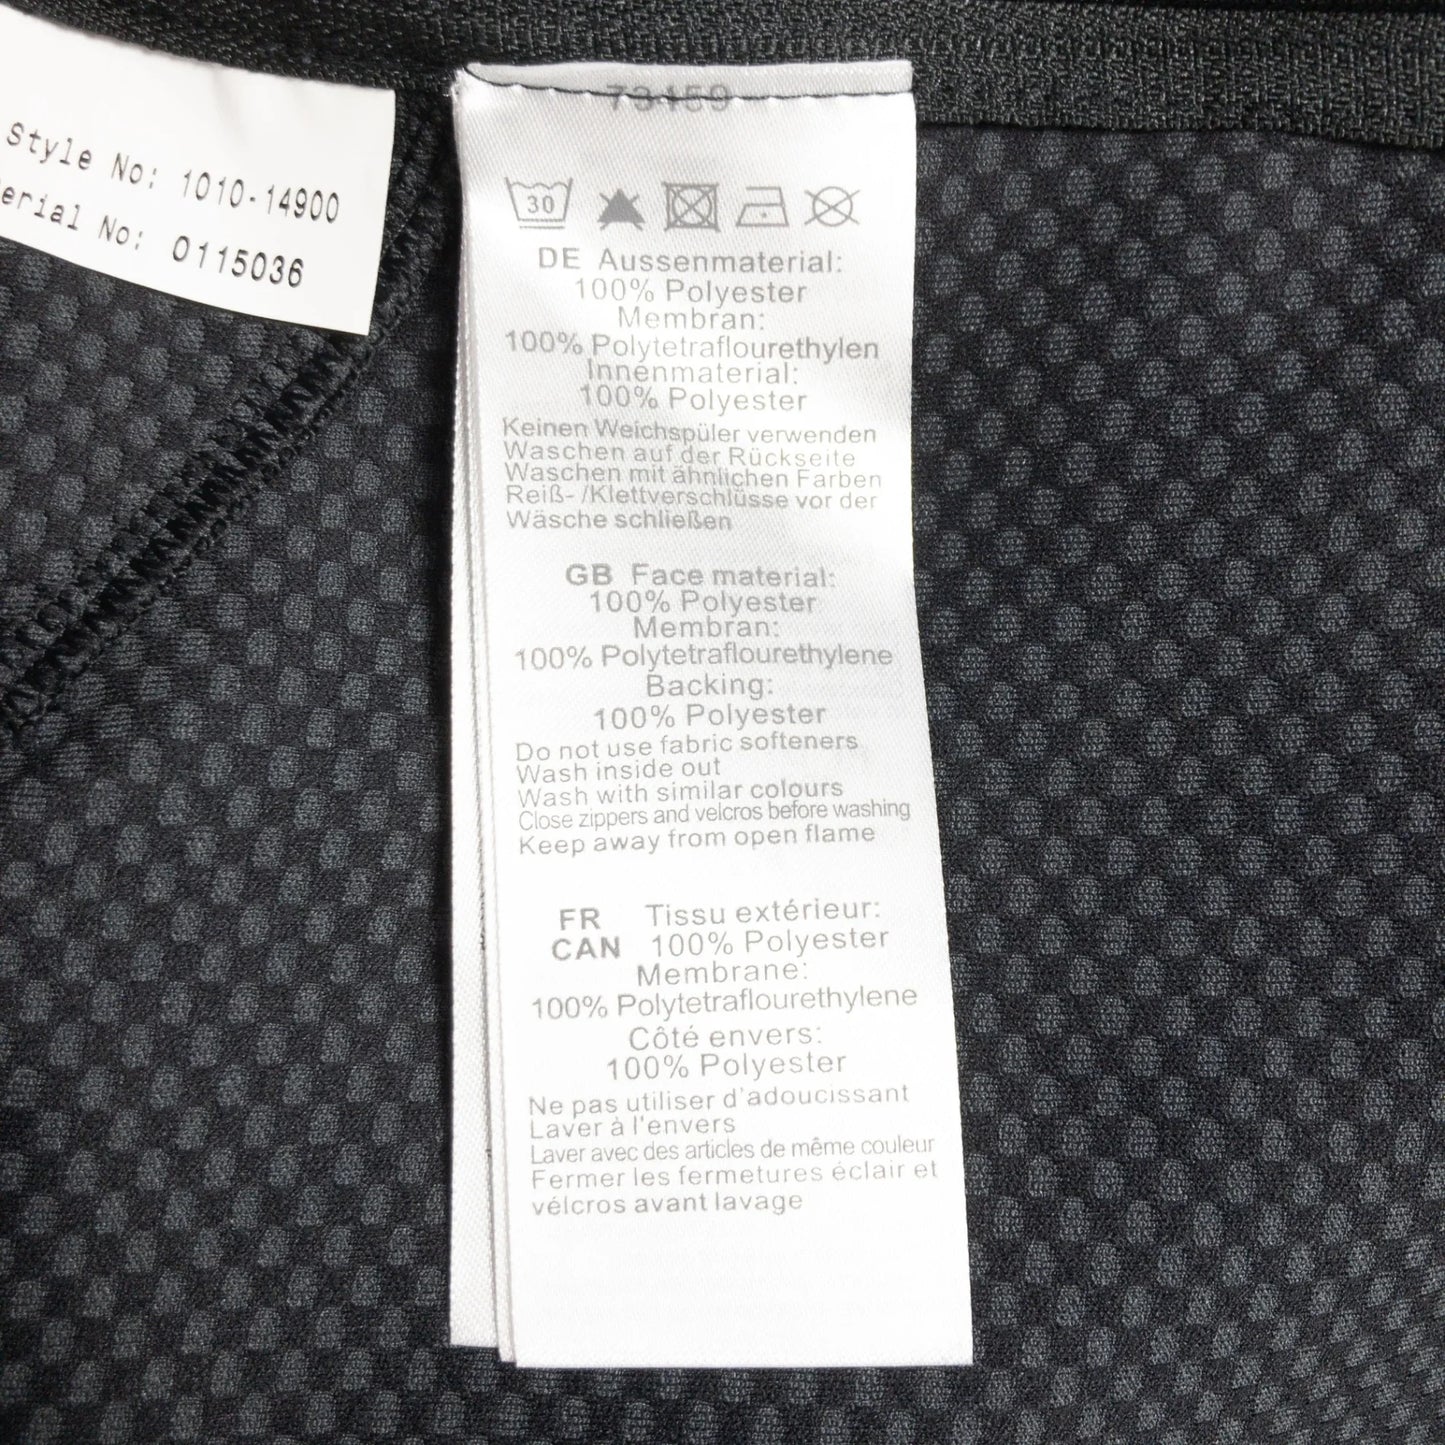 Style No: 1010-14900
erial No: 0115036
73159
30
DE Aussenmaterial:
100% Polyester
Membran:
100% Polytetraflourethylen
Innenmaterial:
100% Polyester
Keinen Weichspüler verwenden
Waschen auf der Rückseite
Waschen mit ähnlichen Farben
Reiß- /Klettverschlüsse vor der
Wäsche schließen
GB Face material:
100% Polyester
Membran:
100% Polytetraflourethylene
Backing:
100% Polyester
Do not use fabric softeners
Wash inside out
Wash with similar colours
Close zippers and velcros before washing
Keep away from open flame
FR Tissu extérieur:
CAN 100% Polyester
Membrane:
100% Polytetraflourethylene
Côté envers:
100% Polyester
Ne pas utiliser d'adoucissant
Laver à l'envers
Laver avec des articles de même couleur
Fermer les fermetures éclair et
vélcros avant lavage